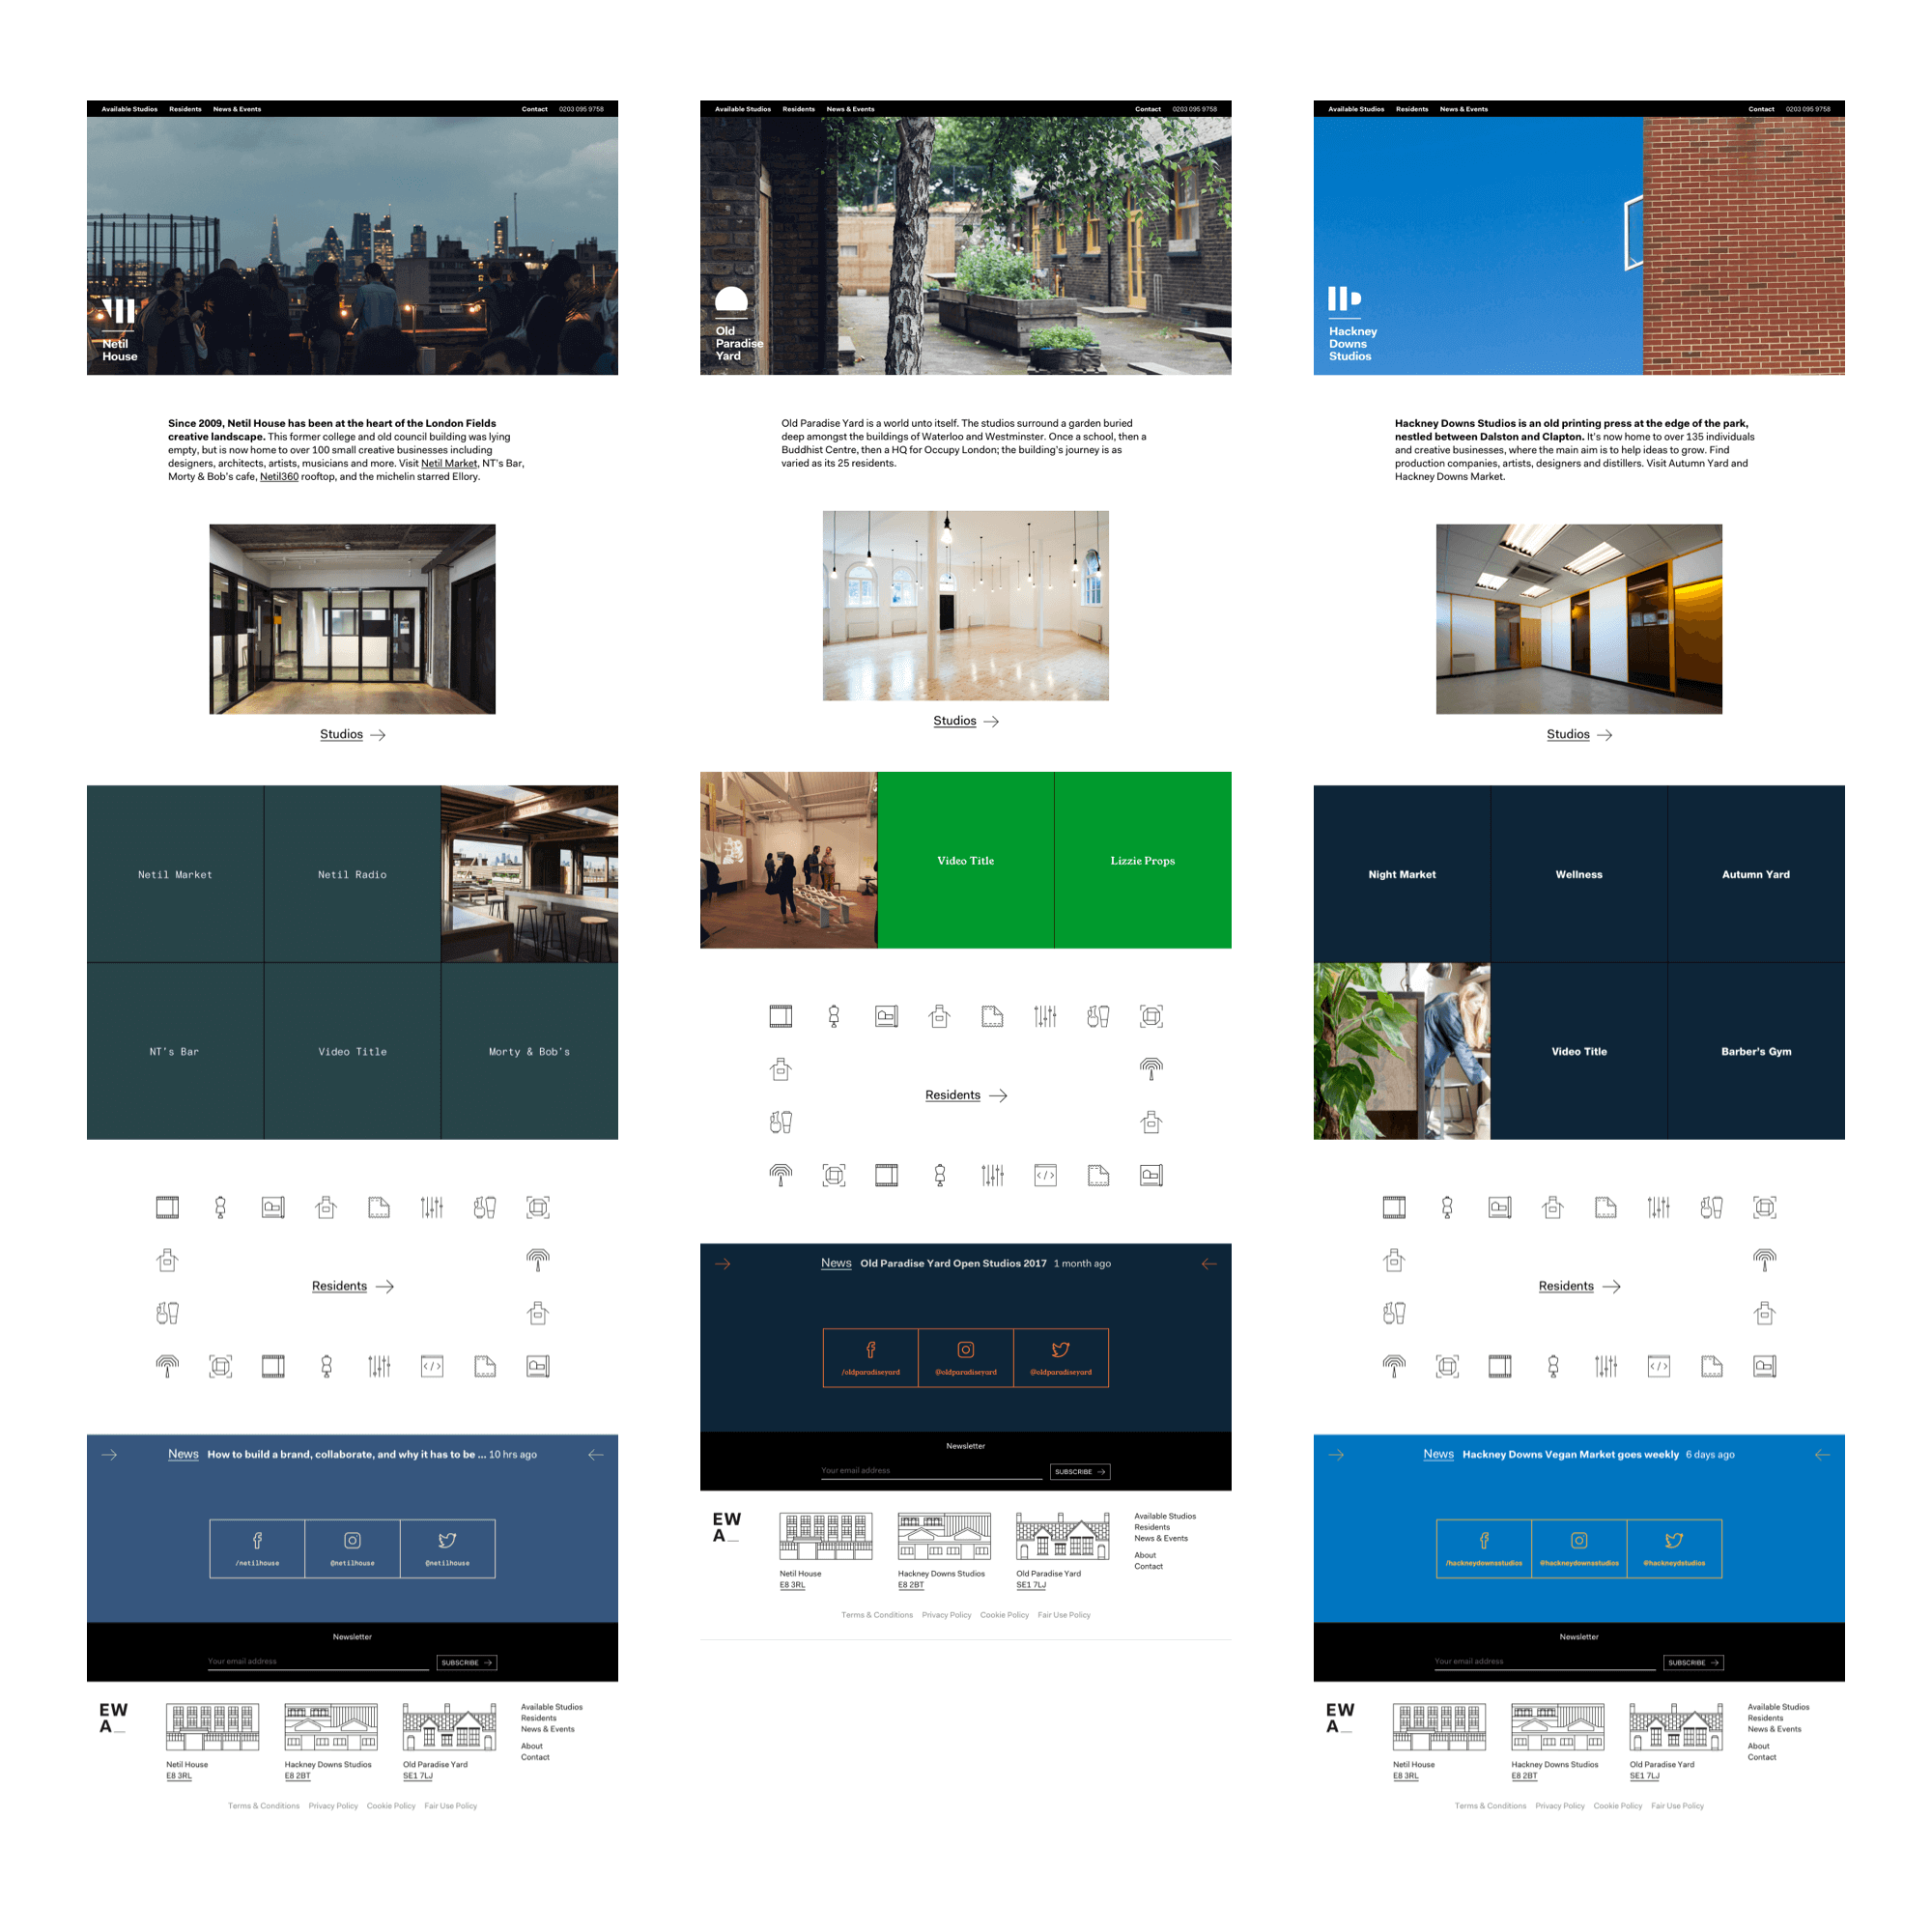 Available Studios Residents News & Events Contact 0203 095 9758
Netil
House
Since 2009, Netil House has been at the heart of the London Fields
creative landscape. This former college and old council building was lying
empty, but is now home to over 100 small creative businesses including
designers, architects, artists, musicians and more. Visit Netil Market, NT's Bar,
Morty & Bob's cafe, Netil360 rooftop, and the michelin starred Ellory.
Studios
Netil Market
Netil Radio
NT's Bar
Video Title
Morty & Bob's
Residents
News How to build a brand, collaborate, and why it has to be ... 10 hrs ago
/netilhouse
@netilhouse
@netilhouse
Newsletter
Your email address
SUBSCRIBE
EW
A_
Netil House
E8 3RL
Hackney Downs Studios
E8 2BT
Old Paradise Yard
SE1 7LJ
Available Studios
Residents
News & Events
About
Contact
Terms & Conditions Privacy Policy Cookie Policy Fair Use Policy
Available Studios Residents News & Events Contact 0203 095 9758
Old
Paradise
Yard
Old Paradise Yard is a world unto itself. The studios surround a garden buried
deep amongst the buildings of Waterloo and Westminster. Once a school, then a
Buddhist Centre, then a HQ for Occupy London; the building's journey is as
varied as its 25 residents.
Studios
Video Title
Lizzie Props
Residents
News Old Paradise Yard Open Studios 2017 1 month ago
/oldparadiseyard
@oldparadiseyard
@oldparadiseyard
Newsletter
Your email address
SUBSCRIBE
EW
A_
Netil House
E8 3RL
Hackney Downs Studios
E8 2BT
Old Paradise Yard
SE1 7LJ
Available Studios
Residents
News & Events
About
Contact
Terms & Conditions Privacy Policy Cookie Policy Fair Use Policy
Available Studios Residents News & Events Contact 0203 095 9758
Hackney
Downs
Studios
Hackney Downs Studios is an old printing press at the edge of the park,
nestled between Dalston and Clapton. It's now home to over 135 individuals
and creative businesses, where the main aim is to help ideas to grow. Find
production companies, artists, designers and distillers. Visit Autumn Yard and
Hackney Downs Market.
Studios
Night Market
Wellness
Autumn Yard
Video Title
Barber's Gym
Residents
News Hackney Downs Vegan Market goes weekly 6 days ago
/hackneydownsstudios
@hackneydownsstudios
@hackneydstudios
Newsletter
Your email address
SUBSCRIBE
EW
A_
Netil House
E8 3RL
Hackney Downs Studios
E8 2BT
Old Paradise Yard
SE1 7LJ
Available Studios
Residents
News & Events
About
Contact
Terms & Conditions Privacy Policy Cookie Policy Fair Use Policy